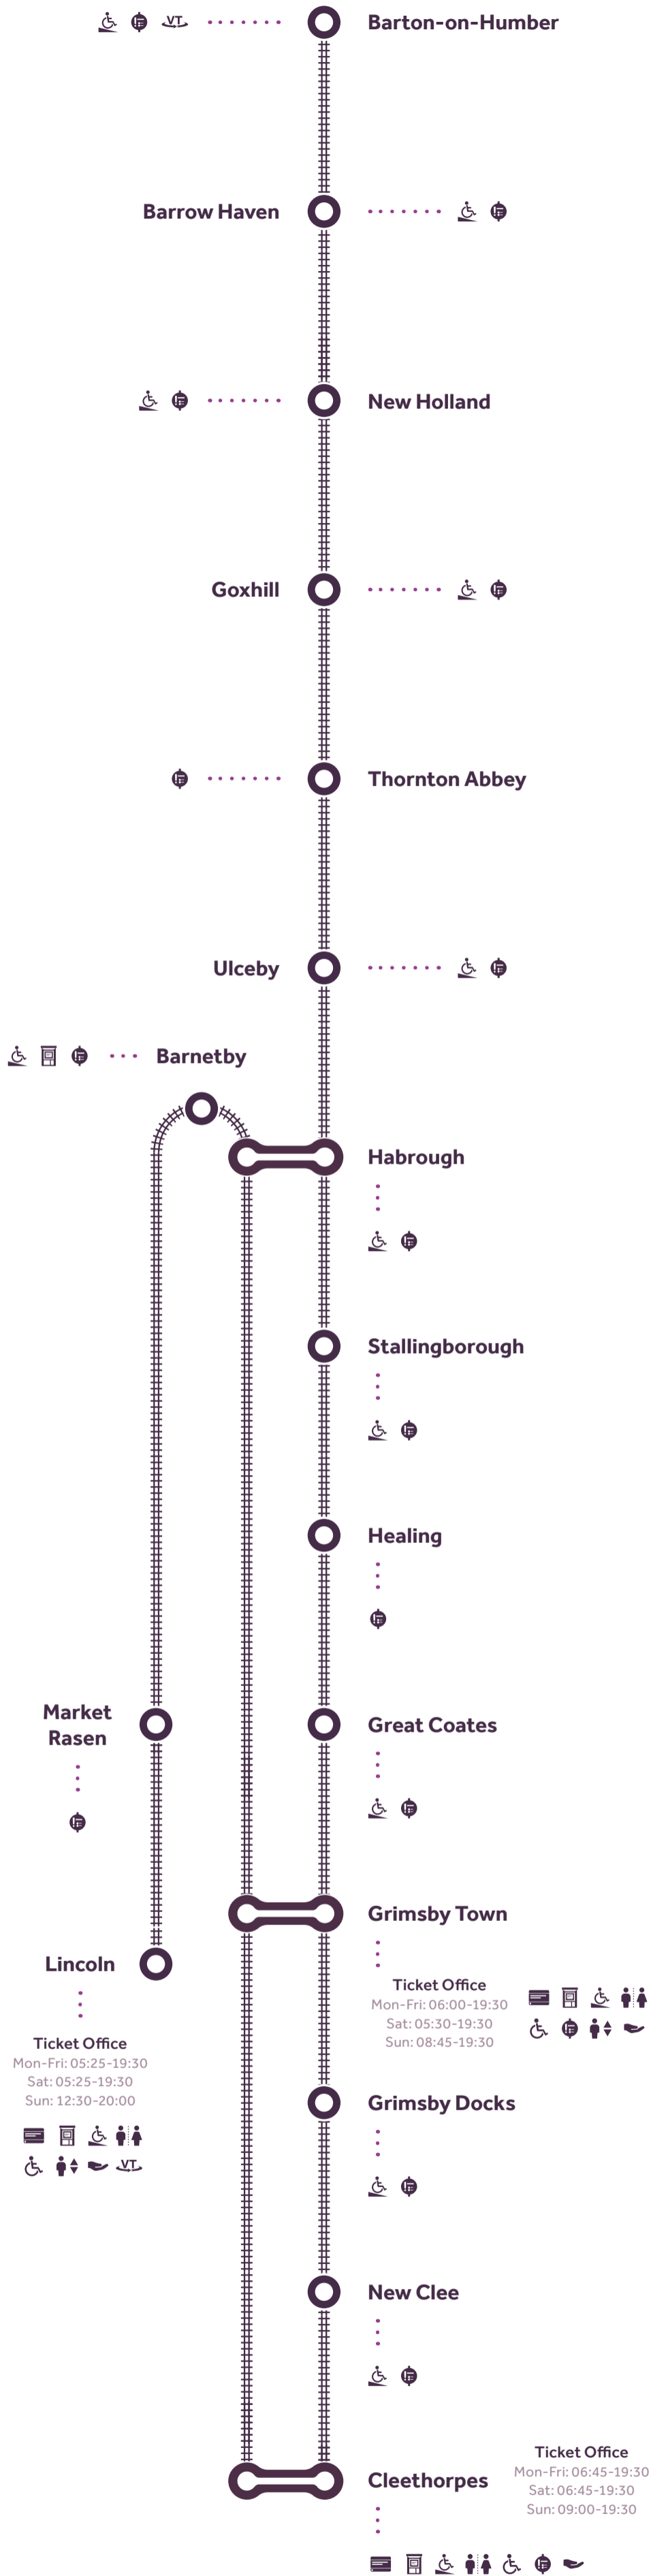 VT
Barton-on-Humber
Barrow Haven
New Holland
Goxhill
Thornton Abbey
Ulceby
Barnetby
Habrough
Stallingborough
Healing
Great Coates
Market
Rasen
Grimsby Town
Ticket Office
Mon-Fri: 06:00-19:30
Sat: 05:30-19:30
Sun: 08:45-19:30
Lincoln
Ticket Office
Mon-Fri: 05:25-19:30
Sat: 05:25-19:30
Sun: 12:30-20:00
VT
Grimsby Docks
New Clee
Cleethorpes
Ticket Office
Mon-Fri: 06:45-19:30
Sat: 06:45-19:30
Sun: 09:00-19:30